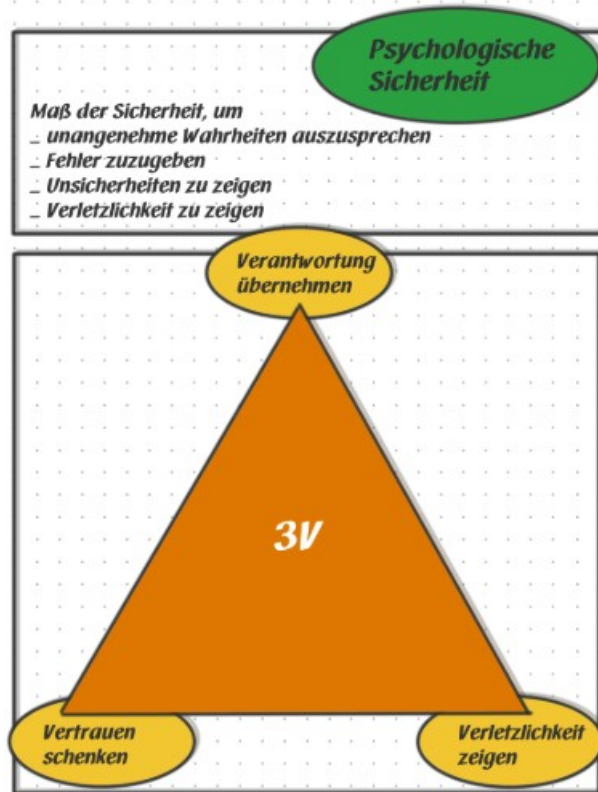 Psychologische
Sicherheit
Maß der Sicherheit, um
_ unangenehme Wahrheiten auszusprechen
_ Fehler zuzugeben
_ Unsicherheiten zu zeigen
_ Verletzlichkeit zu zeigen
Verantwortung
übernehmen
3V
Vertrauen
schenken
Verletzlichkeit
zeigen